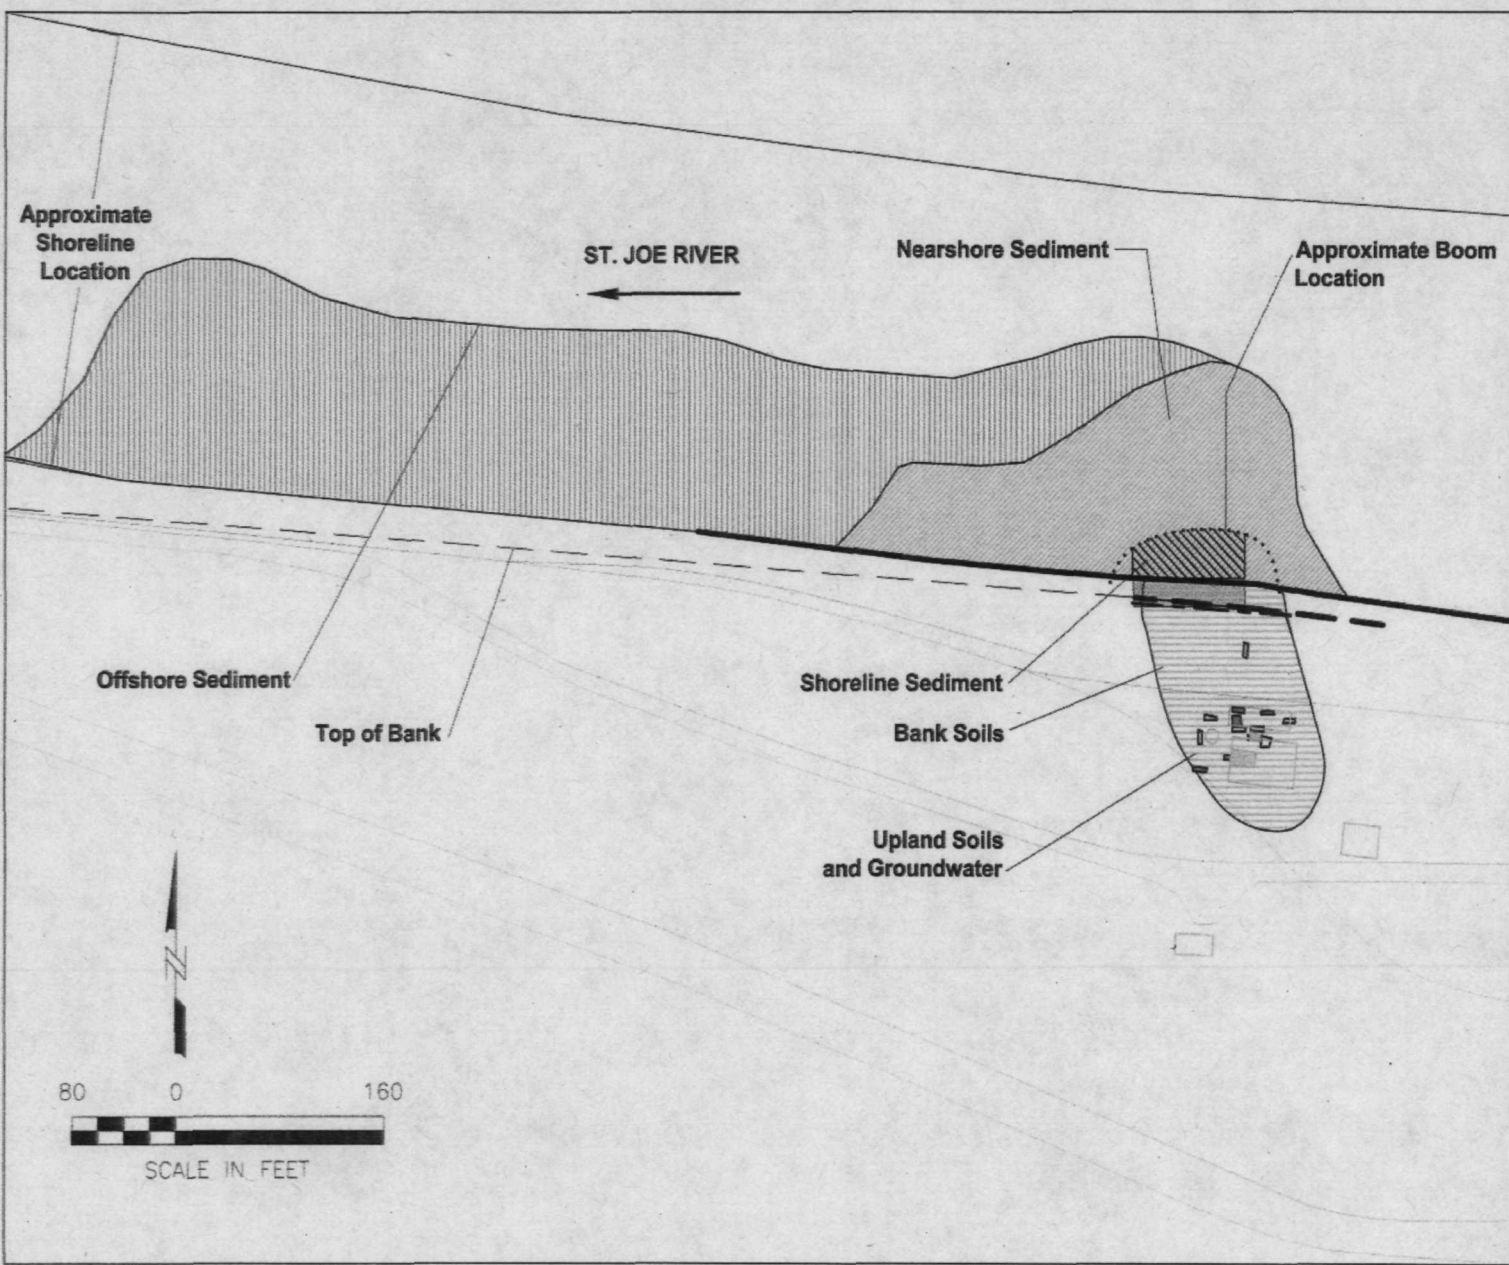 Approximate
Shoreline
Location
ST. JOE RIVER
Nearshore Sediment
Approximate Boom
Location
Offshore Sediment
Top of Bank
Shoreline Sediment
Bank Soils
Upland Soils
and Groundwater
N
80 0 160
SCALE IN FEET